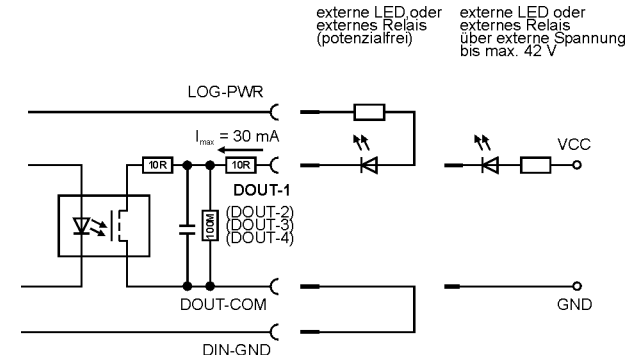 externe LED,oder
externes Relais
(potenzialfrei)
externe LED oder
externes Relais
über externe Spannung
bis max. 42 V
LOG-PWR
Imax = 30 mA
10R
10R
VCC
DOUT-1
100M
(DOUT-2)
(DOUT-3)
(DOUT-4)
DOUT-COM
GND
DIN-GND